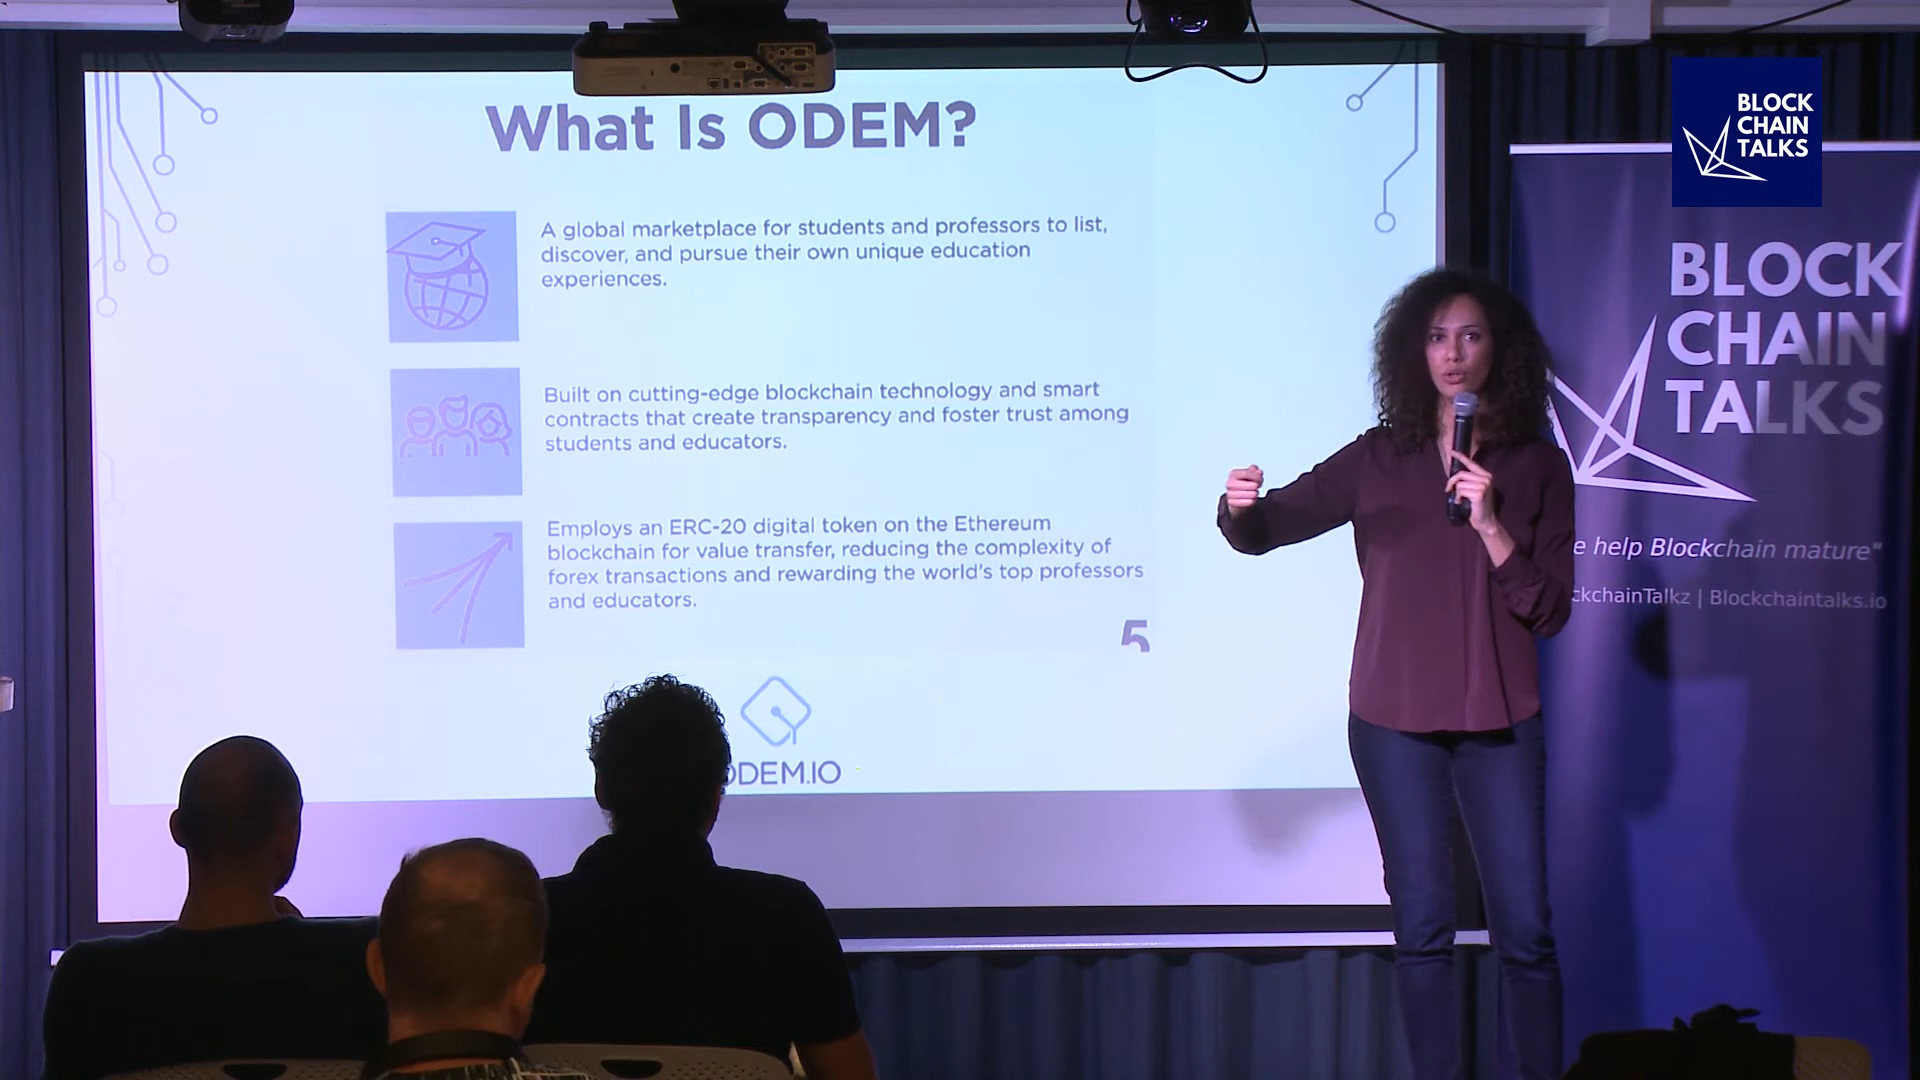 What Is ODEM?
A global marketplace for students and professors to list,
discover, and pursue their own unique education
experiences.
Built on cutting-edge blockchain technology and smart
contracts that create transparency and foster trust among
students and educators.
Employs an ERC-20 digital token on the Ethereum
blockchain for value transfer, reducing the complexity of
forex transactions and rewarding the world's top professors
and educators.
5
ODEM.IO
BLOCK
CHAIN
TALKS
BLOCK
CHAIN
TALKS
e help Blockchain mature"
ckchainTalkz | Blockchaintalks.io